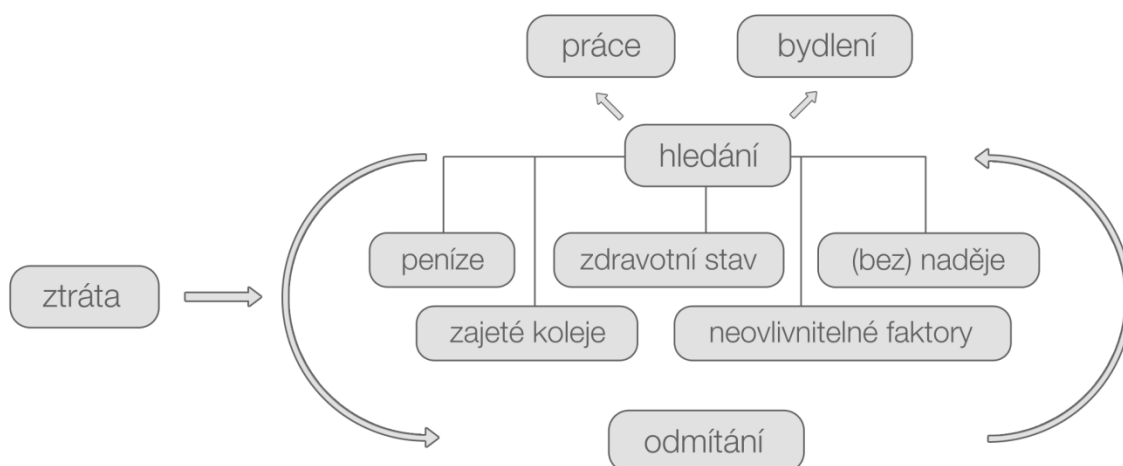 práce
bydlení
hledání
peníze
zdravotní stav
(bez) naděje
ztráta
zajeté koleje
neovlivnitelné faktory
odmítání